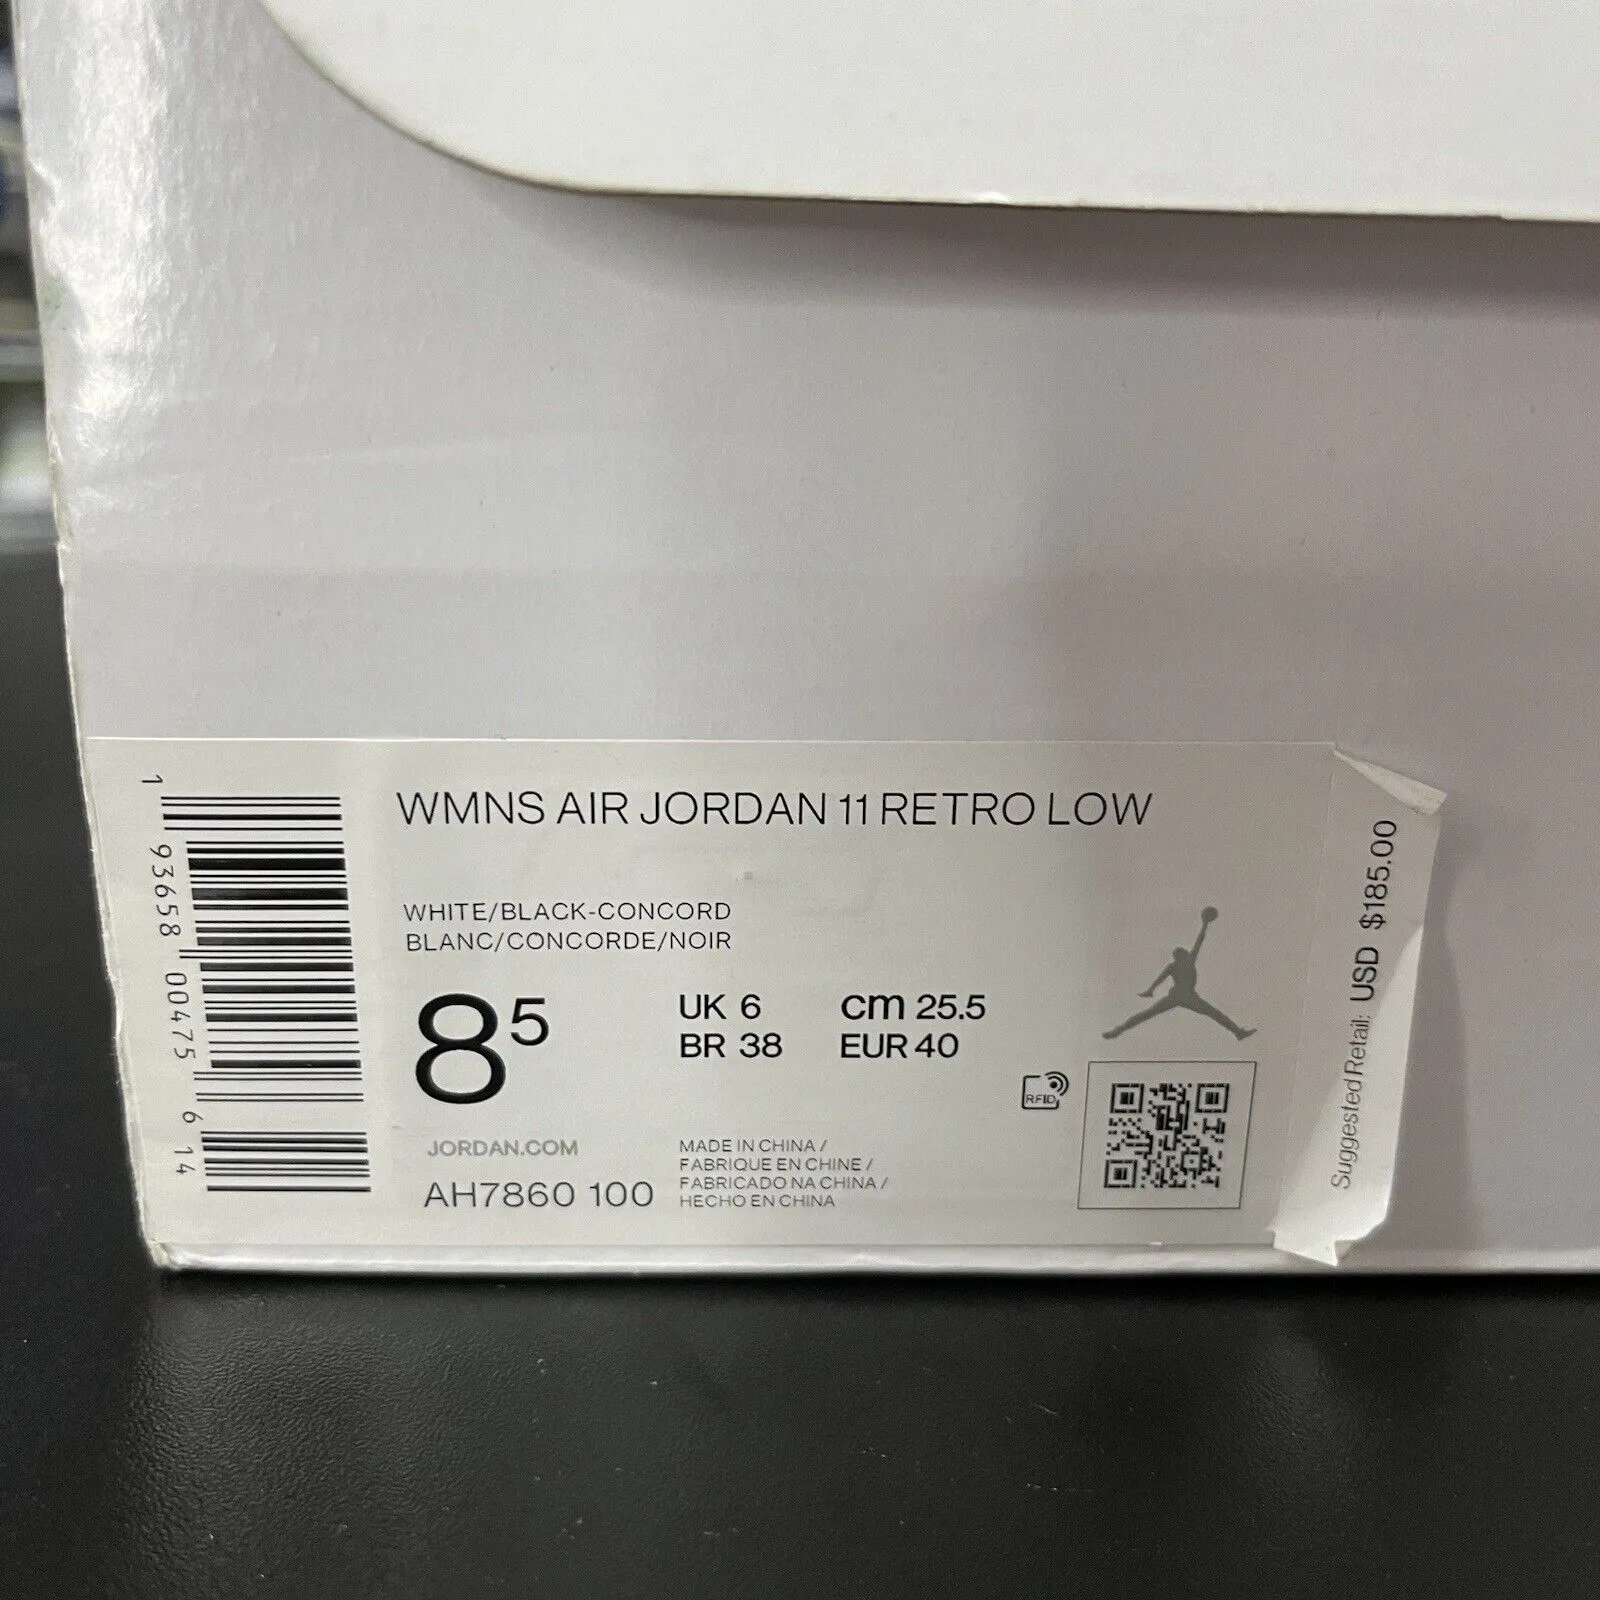 WMNS AIR JORDAN 11 RETRO LOW
WHITE/BLACK-CONCORD
BLANC/CONCORDE/NOIR
8 5
UK 6
cm 25.5
BR 38
EUR 40
RFID
JORDAN.COM
AH7860 100
MADE IN CHINA /
FABRIQUE EN CHINE /
FABRICADO NA CHINA /
HECHO EN CHINA
1 93658 00475 6 14
Suggested Retail: USD $185.00